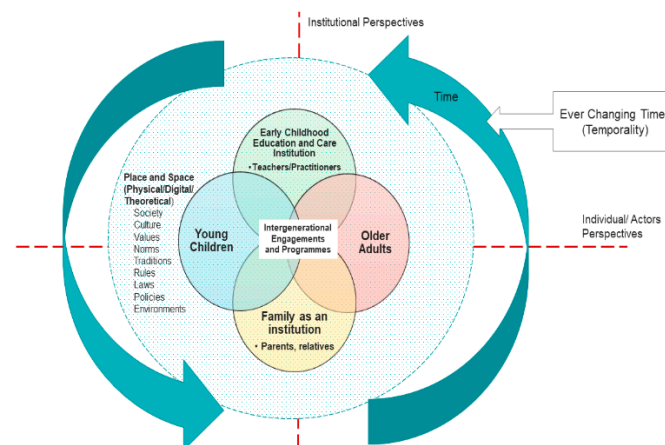 Institutional Perspectives
Time
Ever Changing Time
(Temporality)
Early Childhood
Education and Care
Institution
• Teachers/Practitioners
Place and Space
(Physical/Digital/
Theoretical)
Society
Culture
Values
Norms
Traditions
Rules
Laws
Policies
Environments
Young
Children
Intergenerational
Engagements
and Programmes
Older
Adults
Individual/ Actors
Perspectives
Family as an
institution
• Parents, relatives